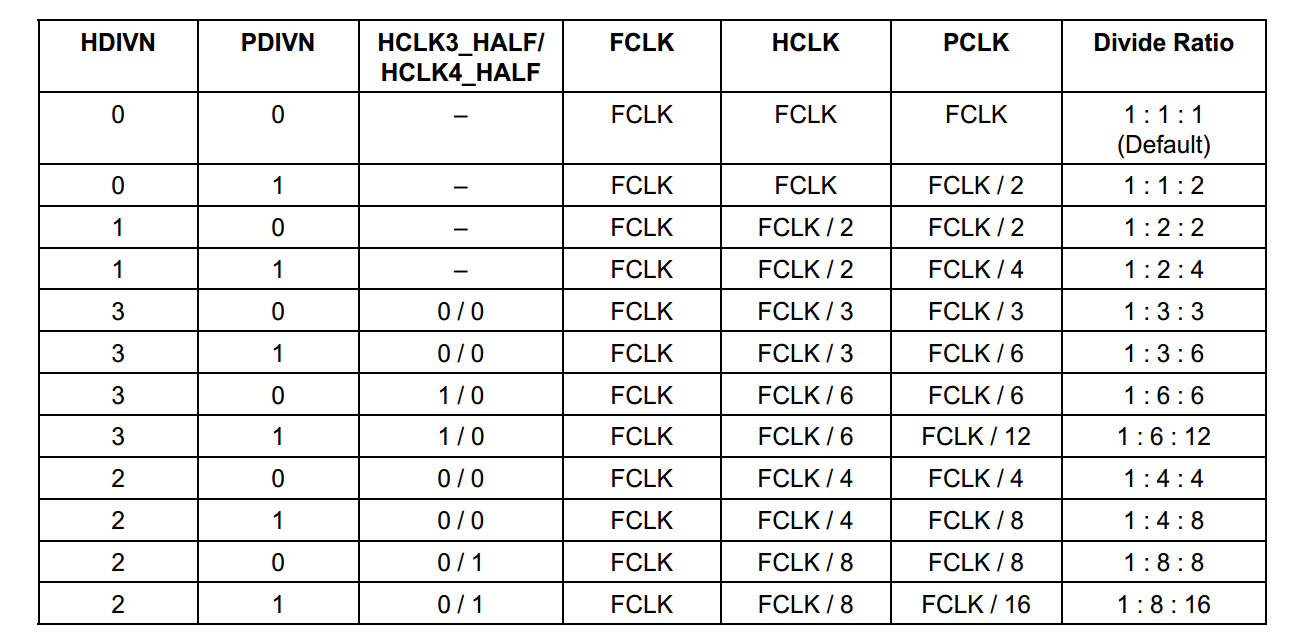 HDIVN PDIVN HCLK3_HALF/ FCLK HCLK PCLK Divide Ratio
HCLK4_HALF
0 0 – FCLK FCLK FCLK 1 : 1 : 1
(Default)
0 1 – FCLK FCLK FCLK / 2 1 : 1 : 2
1 0 – FCLK FCLK / 2 FCLK / 2 1 : 2 : 2
1 1 – FCLK FCLK / 2 FCLK / 4 1 : 2 : 4
3 0 0 / 0 FCLK FCLK / 3 FCLK / 3 1 : 3 : 3
3 1 0 / 0 FCLK FCLK / 3 FCLK / 6 1 : 3 : 6
3 0 1 / 0 FCLK FCLK / 6 FCLK / 6 1 : 6 : 6
3 1 1 / 0 FCLK FCLK / 6 FCLK / 12 1 : 6 : 12
2 0 0 / 0 FCLK FCLK / 4 FCLK / 4 1 : 4 : 4
2 1 0 / 0 FCLK FCLK / 4 FCLK / 8 1 : 4 : 8
2 0 0 / 1 FCLK FCLK / 8 FCLK / 8 1 : 8 : 8
2 1 0 / 1 FCLK FCLK / 8 FCLK / 16 1 : 8 : 16